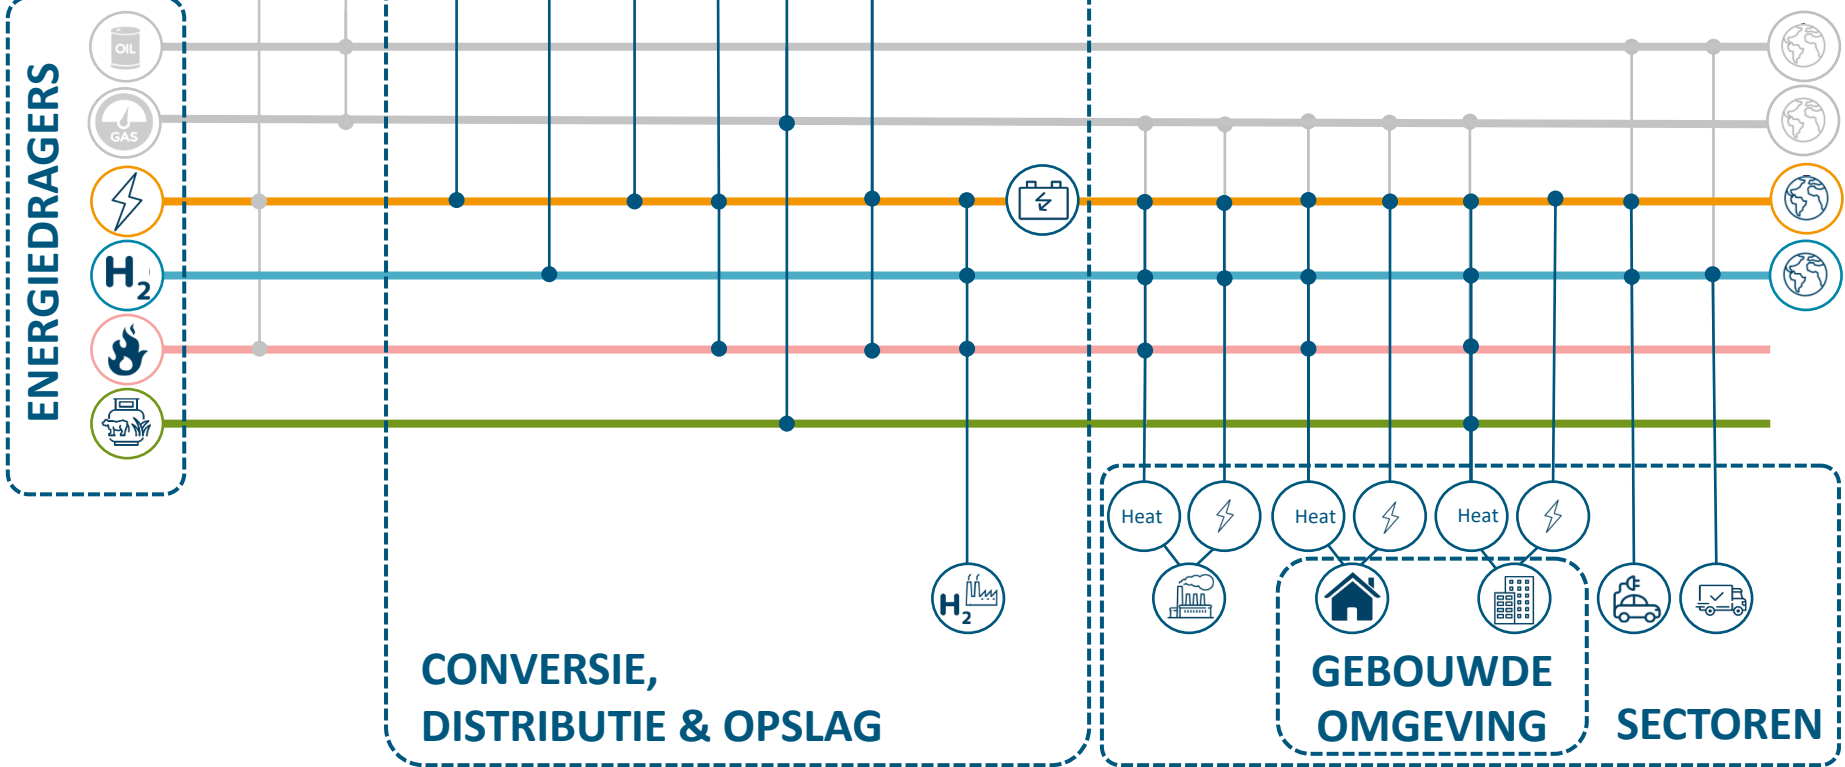 ENERGIEDRAGERS
OIL
GAS
H2
Heat
Heat
Heat
H2
CONVERSIE,
DISTRIBUTIE & OPSLAG
GEBOUWDE
OMGEVING
SECTOREN